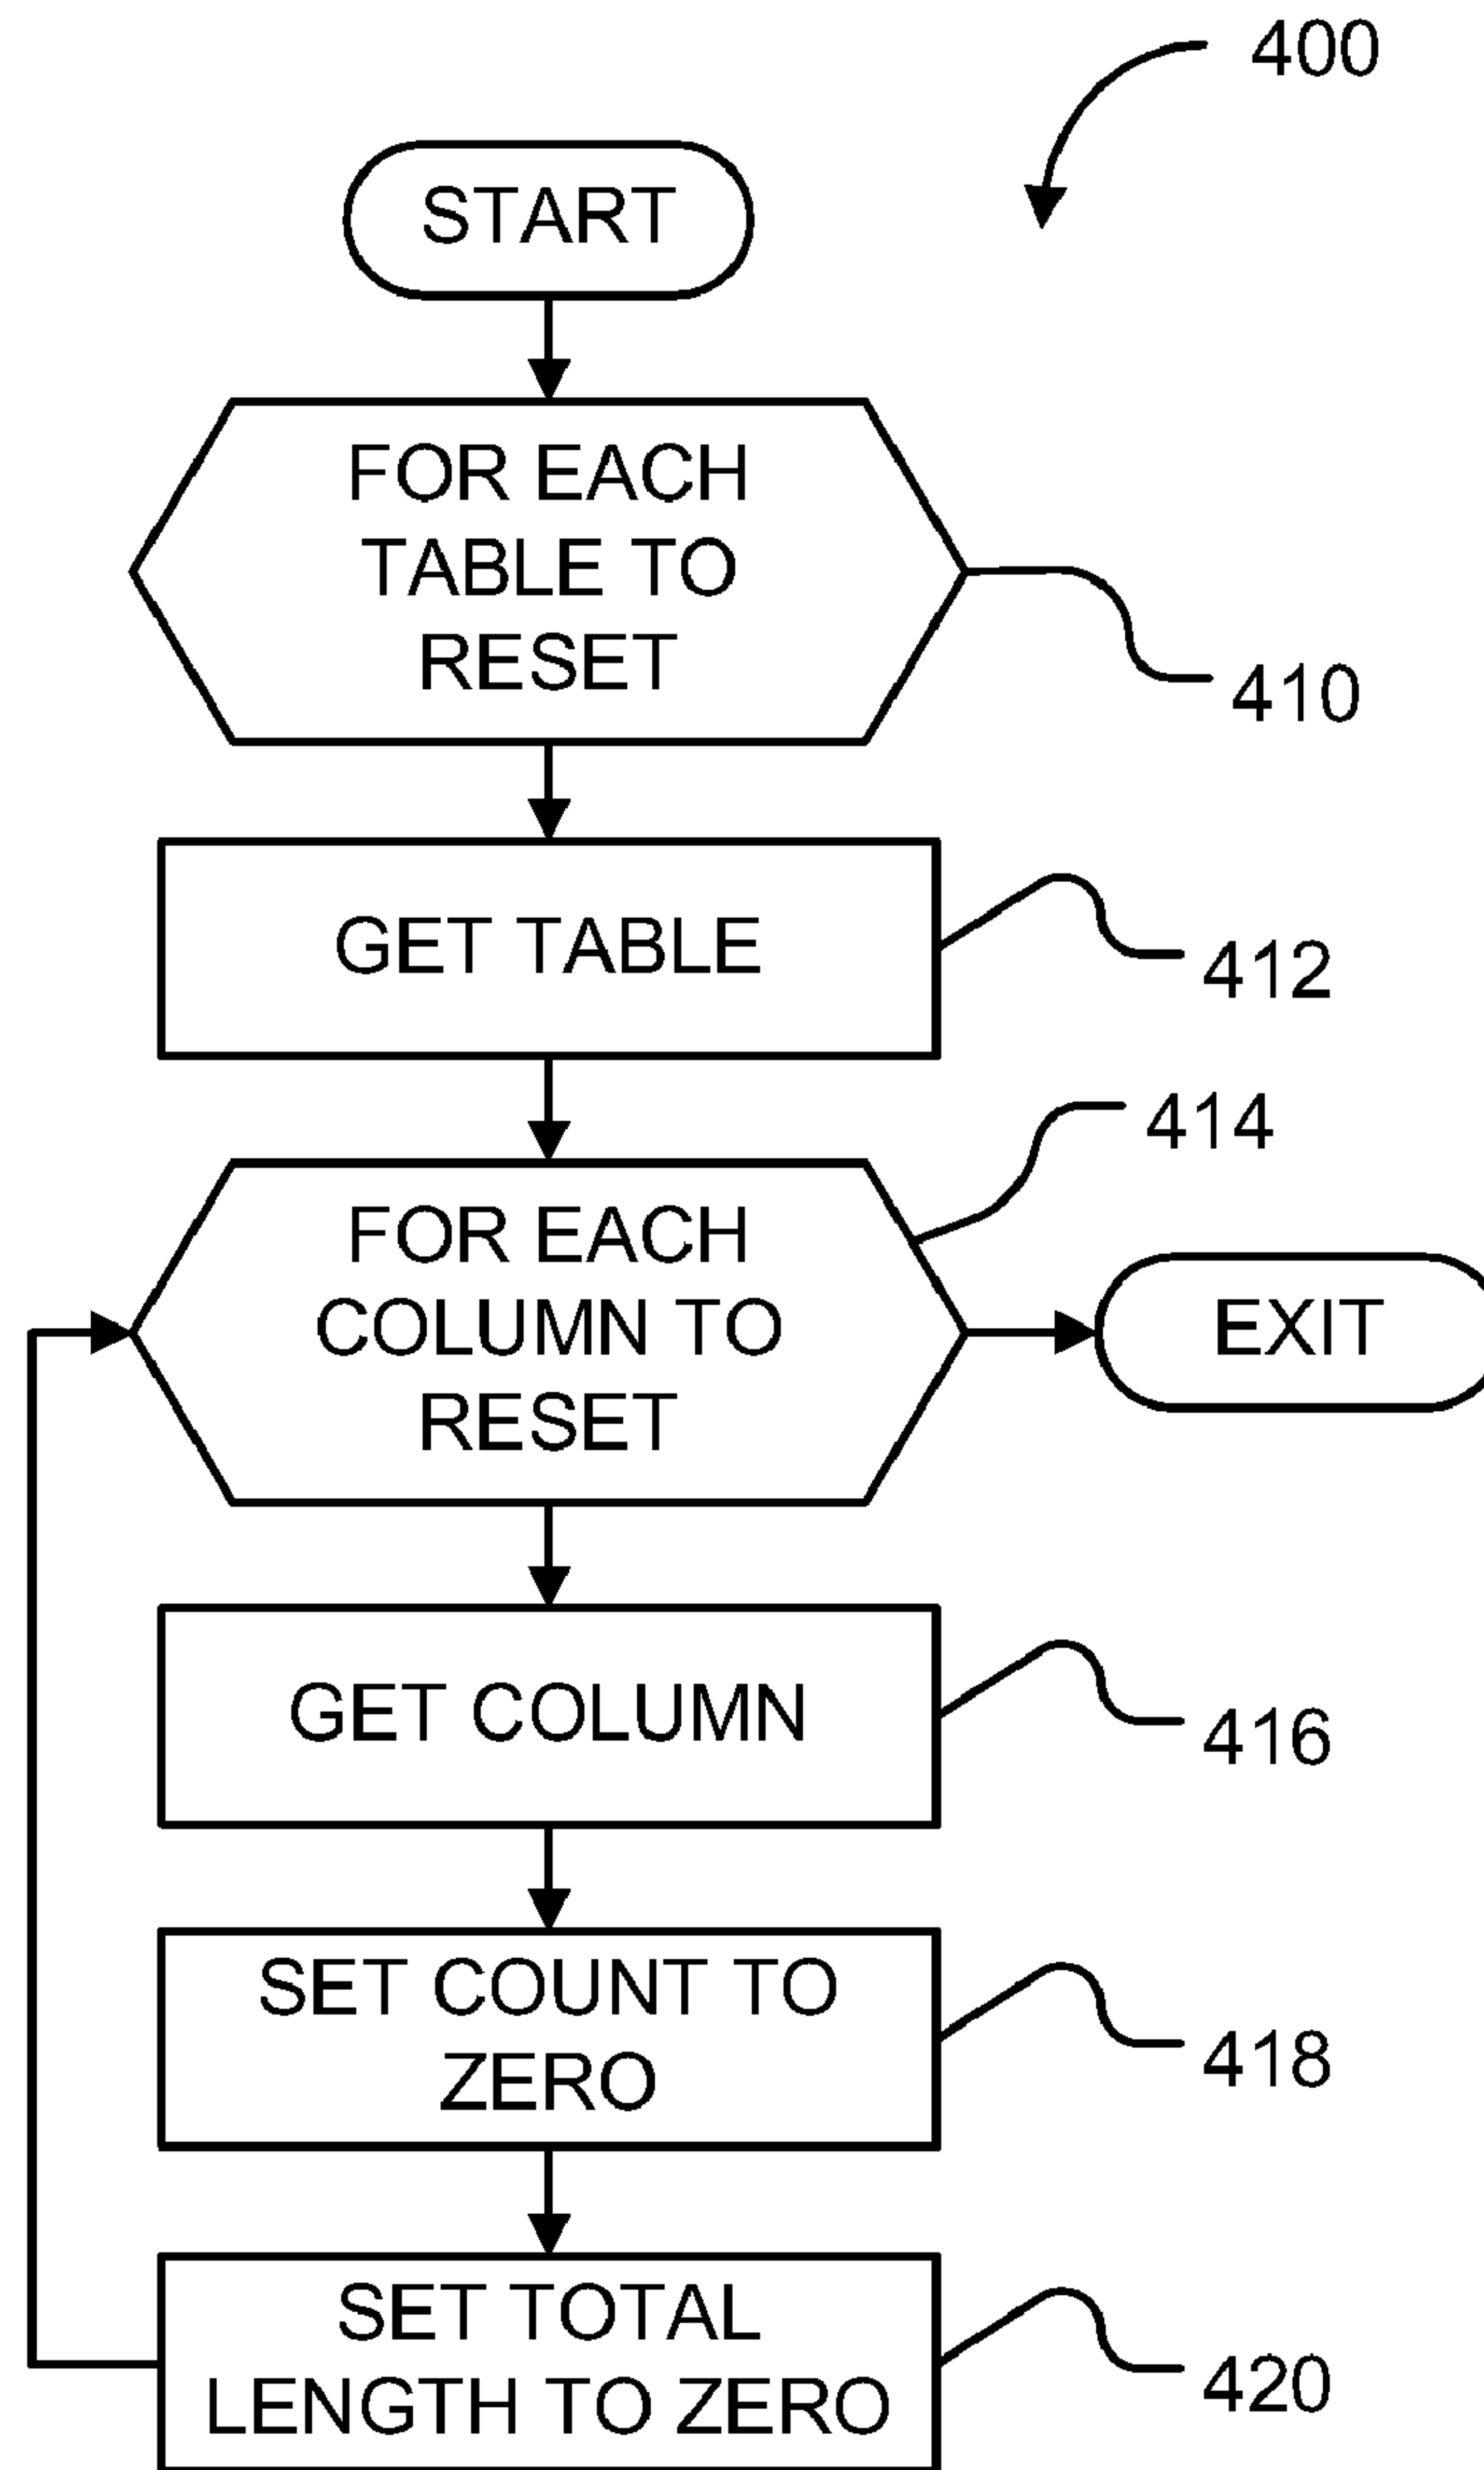 400
START
FOR EACH
TABLE TO
RESET
410
GET TABLE
412
414
FOR EACH
COLUMN TO
RESET
EXIT
GET COLUMN
416
SET COUNT TO
ZERO
418
SET TOTAL
LENGTH TO ZERO
420